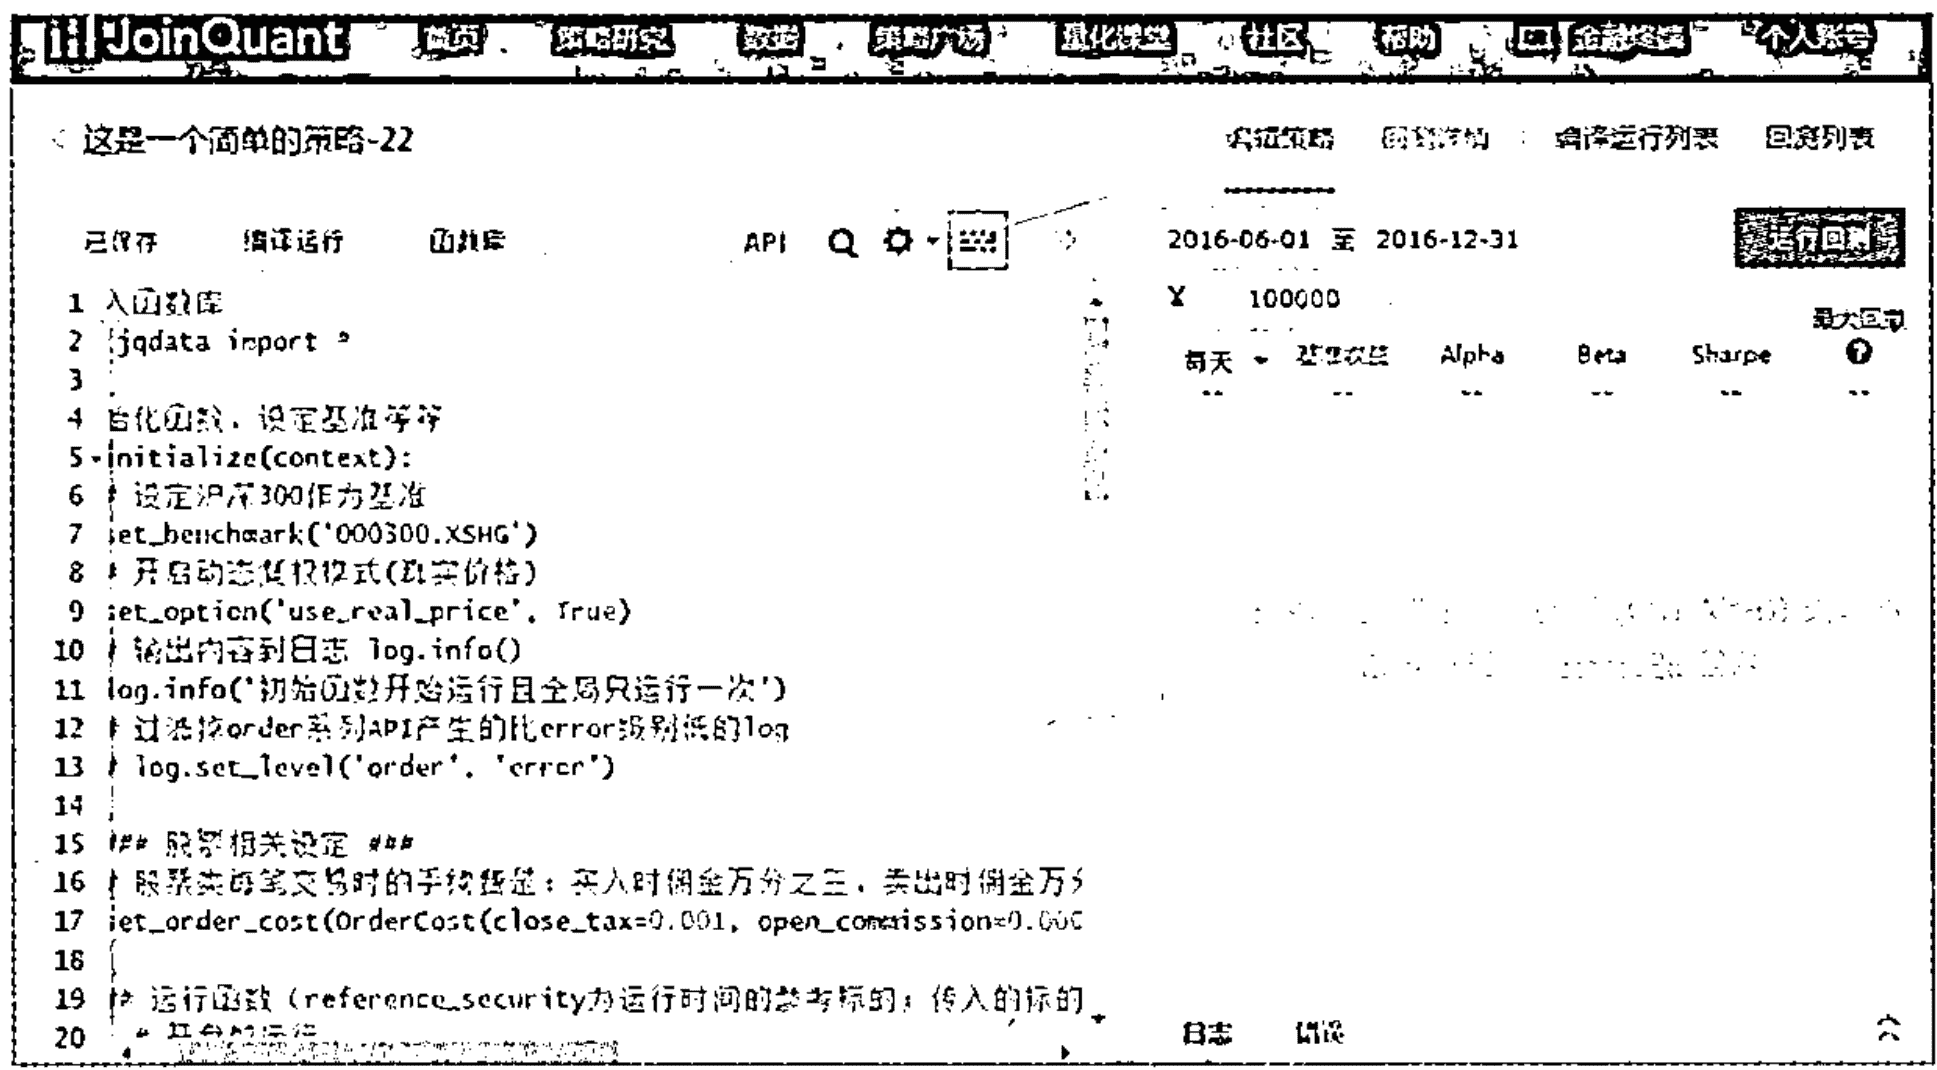 JoinQuant 首页 策略研究 数据 策略广场 量化课堂 社区 帮助 金融终端 个人账号
这是一个简单的策略-22
编辑策略 编译运行列表 回测列表
已保存 编译运行 函数库 API
2016-06-01 至 2016-12-31 运行回测
¥ 100000
最大回撤
每天 基准收益 Alpha Beta Sharpe
-- -- -- -- -- --
1 入函数库
2 jqdata import *
3
4 始化函数，设定基准等等
5 initialize(context):
6 # 设定沪深300作为基准
7 set_benchmark('000300.XSHG')
8 # 开启动态复权模式(真实价格)
9 set_option('use_real_price', True)
10 # 输出内容到日志 log.info()
11 log.info('初始函数开始运行且全局只运行一次')
12 # 过滤掉order系列API产生的比error级别低的log
13 # log.set_level('order', 'error')
14
15 ### 股票相关设定 ###
16 # 股票类每笔交易时的手续费是：买入时佣金万分之三，卖出时佣金万分
17 set_order_cost(OrderCost(close_tax=0.001, open_commission=0.000
18
19 ## 运行函数（reference_security为运行时间的参考标的；传入的标的
20 # 开盘前运行
日志 错误